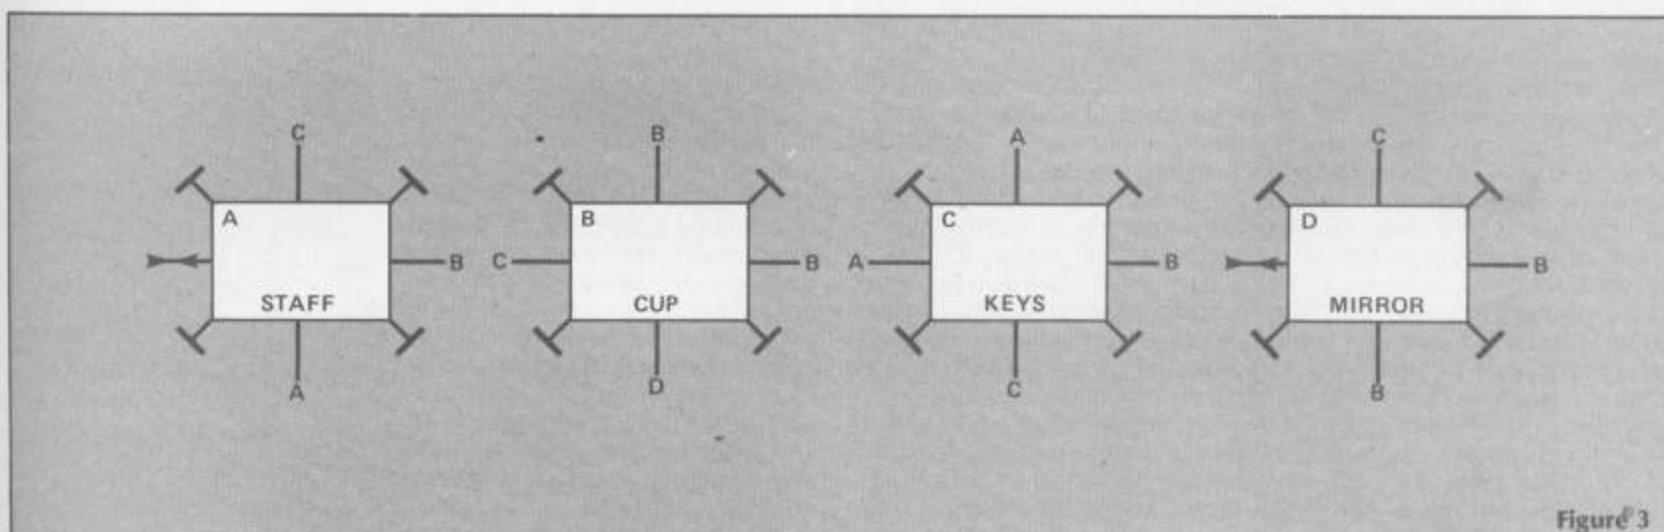 C B A C
A B C D
B C B A B B
STAFF CUP KEYS MIRROR
A D C B
Figure 3